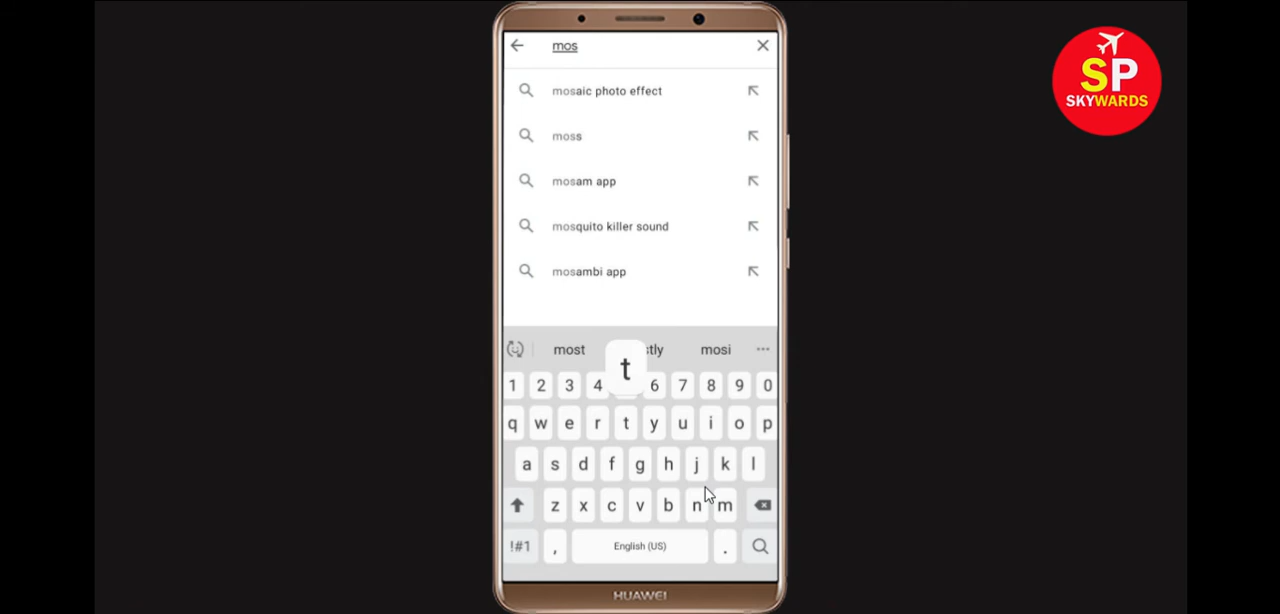 mos
SP
SKYWARDS
mosaic photo effect
moss
mosam app
mosquito killer sound
mosambi app
most stly mosi ...
t
1 2 3 4 6 7 8 9 0
q w e r t y u i o p
a s d f g h j k l
z x c v b n m
!#1 , English (US) .
HUAWEI